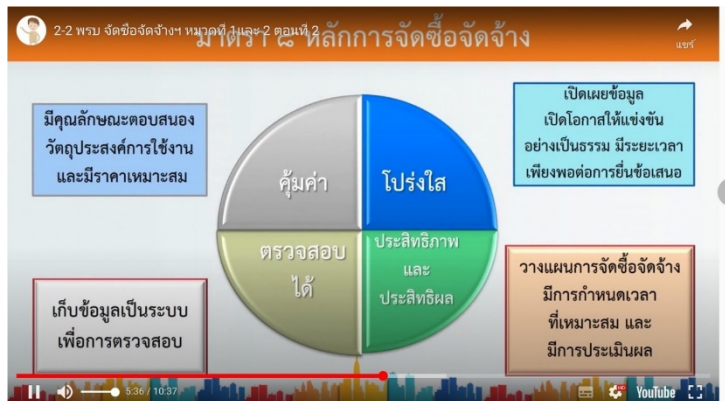 2-2 พรบ จัดซื้อจัดจ้างฯ หมวดที่ 1และ 2 ตอนที่ 2
มาตรา ๘ หลักการจัดซื้อจัดจ้าง
แชร์
มีคุณลักษณะตอบสนอง
วัตถุประสงค์การใช้งาน
และมีราคาเหมาะสม
คุ้มค่า
โปร่งใส
เปิดเผยข้อมูล
เปิดโอกาสให้แข่งขัน
อย่างเป็นธรรม มีระยะเวลา
เพียงพอต่อการยื่นข้อเสนอ
เก็บข้อมูลเป็นระบบ
เพื่อการตรวจสอบ
ตรวจสอบ
ได้
ประสิทธิภาพ
และ
ประสิทธิผล
วางแผนการจัดซื้อจัดจ้าง
มีการกำหนดเวลา
ที่เหมาะสม และ
มีการประเมินผล
5:36 / 10:37
HD
YouTube